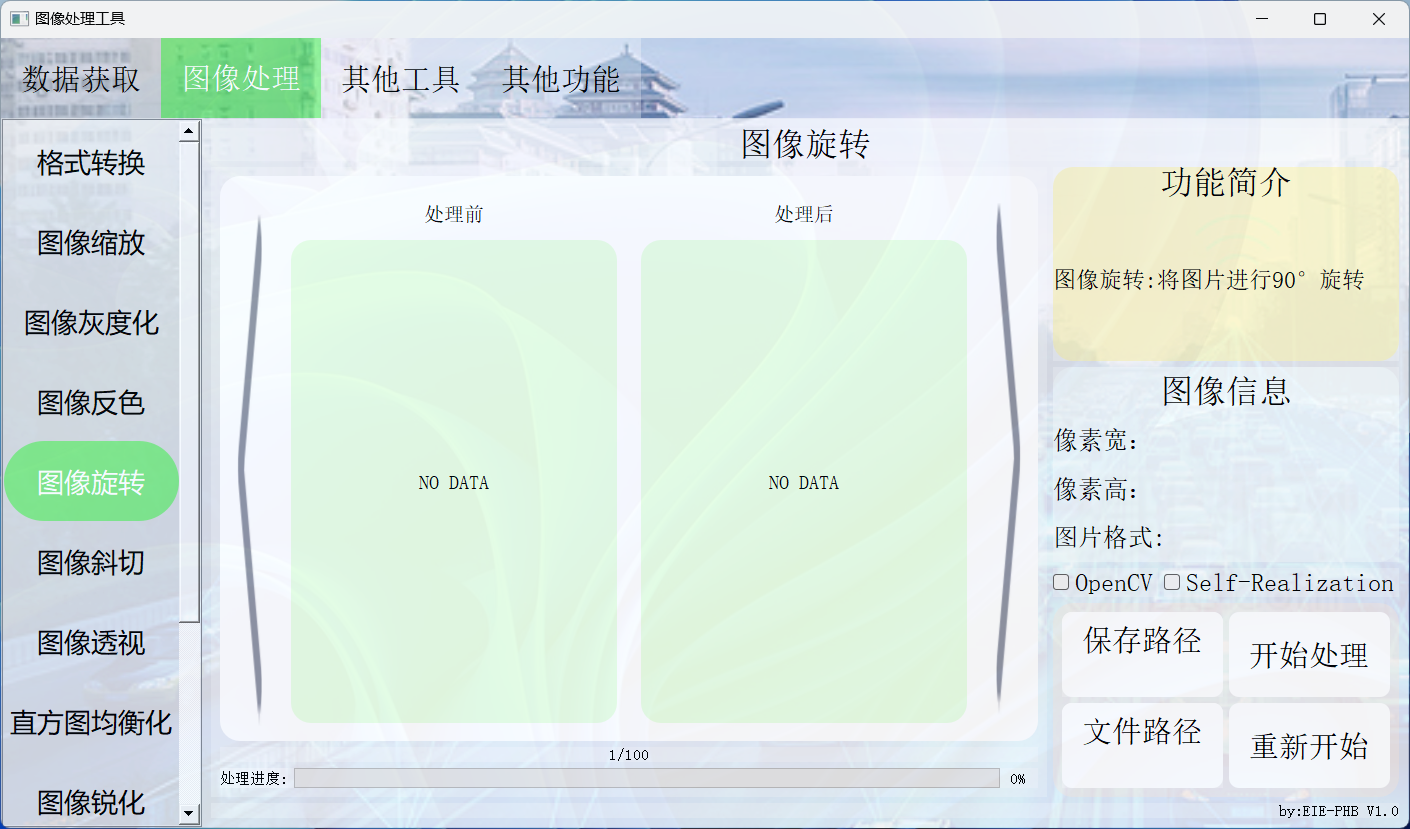 图像处理工具
数据获取
图像处理
其他工具
其他功能
格式转换
图像缩放
图像灰度化
图像反色
图像旋转
图像斜切
图像透视
直方图均衡化
图像锐化
图像旋转
处理前
处理后
NO DATA
NO DATA
1/100
处理进度:
0%
功能简介
图像旋转:将图片进行90°旋转
图像信息
像素宽:
像素高:
图片格式:
OpenCV
Self-Realization
保存路径
开始处理
文件路径
重新开始
by:EIE-PHB V1.0